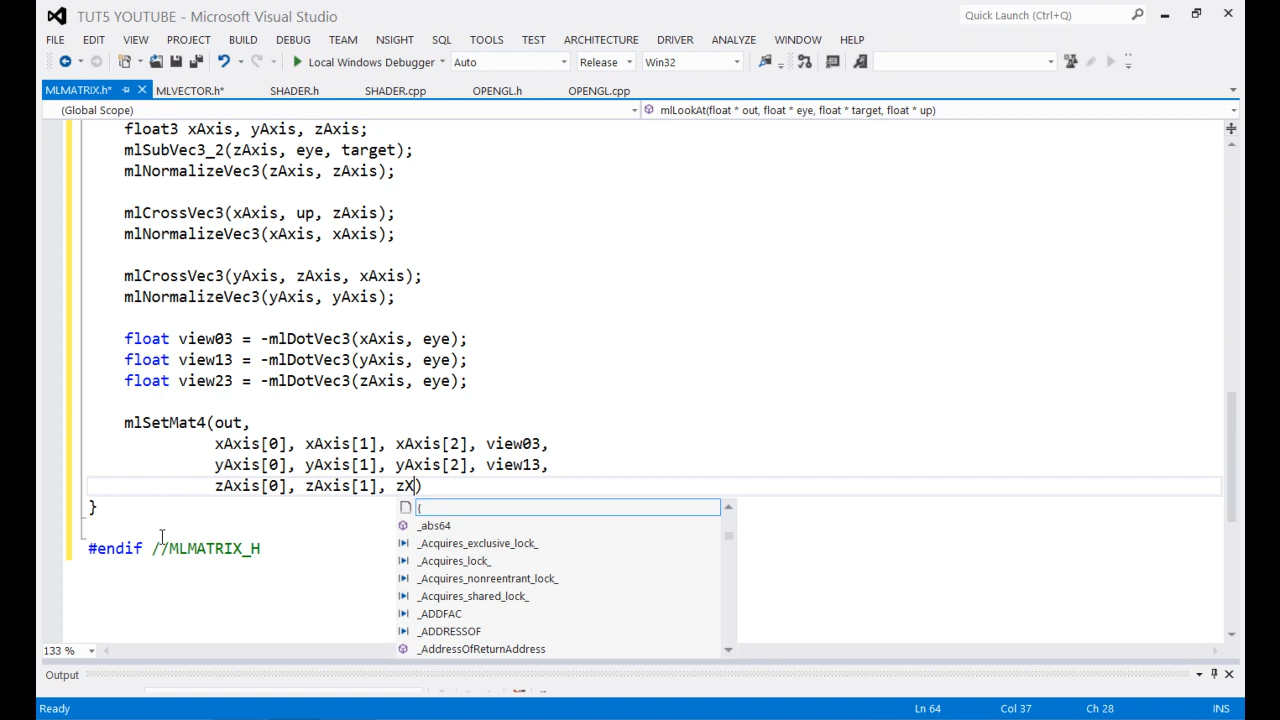 TUT5 YOUTUBE - Microsoft Visual Studio
Quick Launch (Ctrl+Q)
FILE EDIT VIEW PROJECT BUILD DEBUG TEAM NSIGHT SQL TOOLS TEST ARCHITECTURE DRIVER ANALYZE WINDOW HELP
Local Windows Debugger Auto Release Win32
MLMATRIX.h* MLVECTOR.h* SHADER.h SHADER.cpp OPENGL.h OPENGL.cpp
(Global Scope) mlLookAt(float * out, float * eye, float * target, float * up)
float3 xAxis, yAxis, zAxis;
mlSubVec3_2(zAxis, eye, target);
mlNormalizeVec3(zAxis, zAxis);
mlCrossVec3(xAxis, up, zAxis);
mlNormalizeVec3(xAxis, xAxis);
mlCrossVec3(yAxis, zAxis, xAxis);
mlNormalizeVec3(yAxis, yAxis);
float view03 = -mlDotVec3(xAxis, eye);
float view13 = -mlDotVec3(yAxis, eye);
float view23 = -mlDotVec3(zAxis, eye);
mlSetMat4(out,
xAxis[0], xAxis[1], xAxis[2], view03,
yAxis[0], yAxis[1], yAxis[2], view13,
zAxis[0], zAxis[1], zX)
}
{
_abs64
_Acquires_exclusive_lock_
_Acquires_lock_
_Acquires_nonreentrant_lock_
_Acquires_shared_lock_
_ADDFAC
_ADDRESSOF
_AddressOfReturnAddress
#endif //MLMATRIX_H
133 %
Output
Ready Ln 64 Col 37 Ch 28 INS